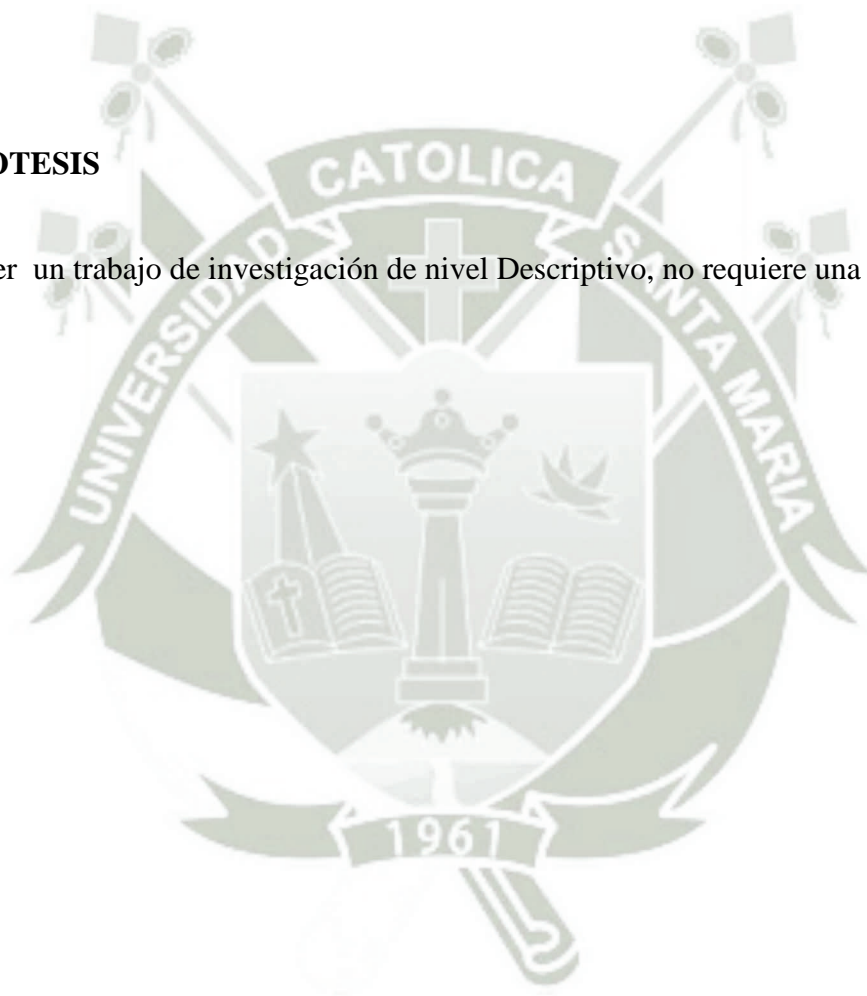 OTESIS
CATOLICA
UNIVERSIDAD
SANTA MARIA
er un trabajo de investigación de nivel Descriptivo, no requiere una
1961